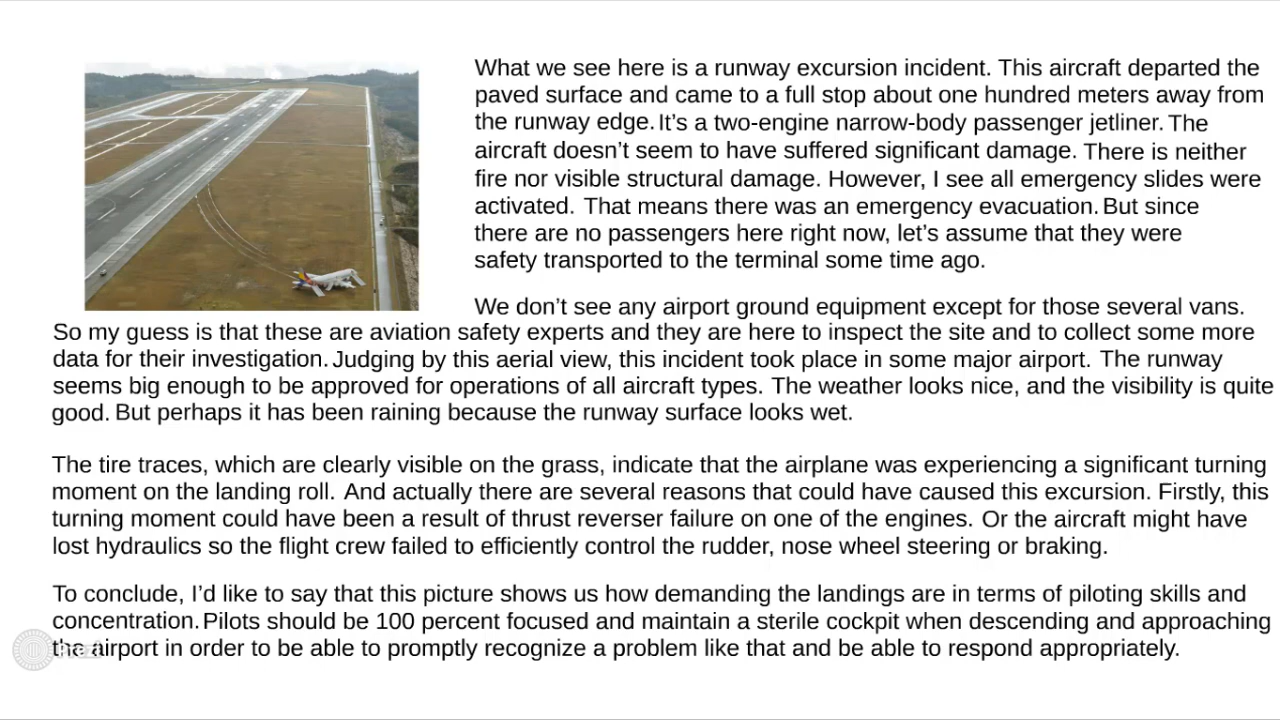 What we see here is a runway excursion incident. This aircraft departed the
paved surface and came to a full stop about one hundred meters away from
the runway edge. It's a two-engine narrow-body passenger jetliner. The
aircraft doesn't seem to have suffered significant damage. There is neither
fire nor visible structural damage. However, I see all emergency slides were
activated. That means there was an emergency evacuation. But since
there are no passengers here right now, let's assume that they were
safety transported to the terminal some time ago.
We don't see any airport ground equipment except for those several vans.
So my guess is that these are aviation safety experts and they are here to inspect the site and to collect some more
data for their investigation. Judging by this aerial view, this incident took place in some major airport. The runway
seems big enough to be approved for operations of all aircraft types. The weather looks nice, and the visibility is quite
good. But perhaps it has been raining because the runway surface looks wet.
The tire traces, which are clearly visible on the grass, indicate that the airplane was experiencing a significant turning
moment on the landing roll. And actually there are several reasons that could have caused this excursion. Firstly, this
turning moment could have been a result of thrust reverser failure on one of the engines. Or the aircraft might have
lost hydraulics so the flight crew failed to efficiently control the rudder, nose wheel steering or braking.
To conclude, I'd like to say that this picture shows us how demanding the landings are in terms of piloting skills and
concentration. Pilots should be 100 percent focused and maintain a sterile cockpit when descending and approaching
the airport in order to be able to promptly recognize a problem like that and be able to respond appropriately.